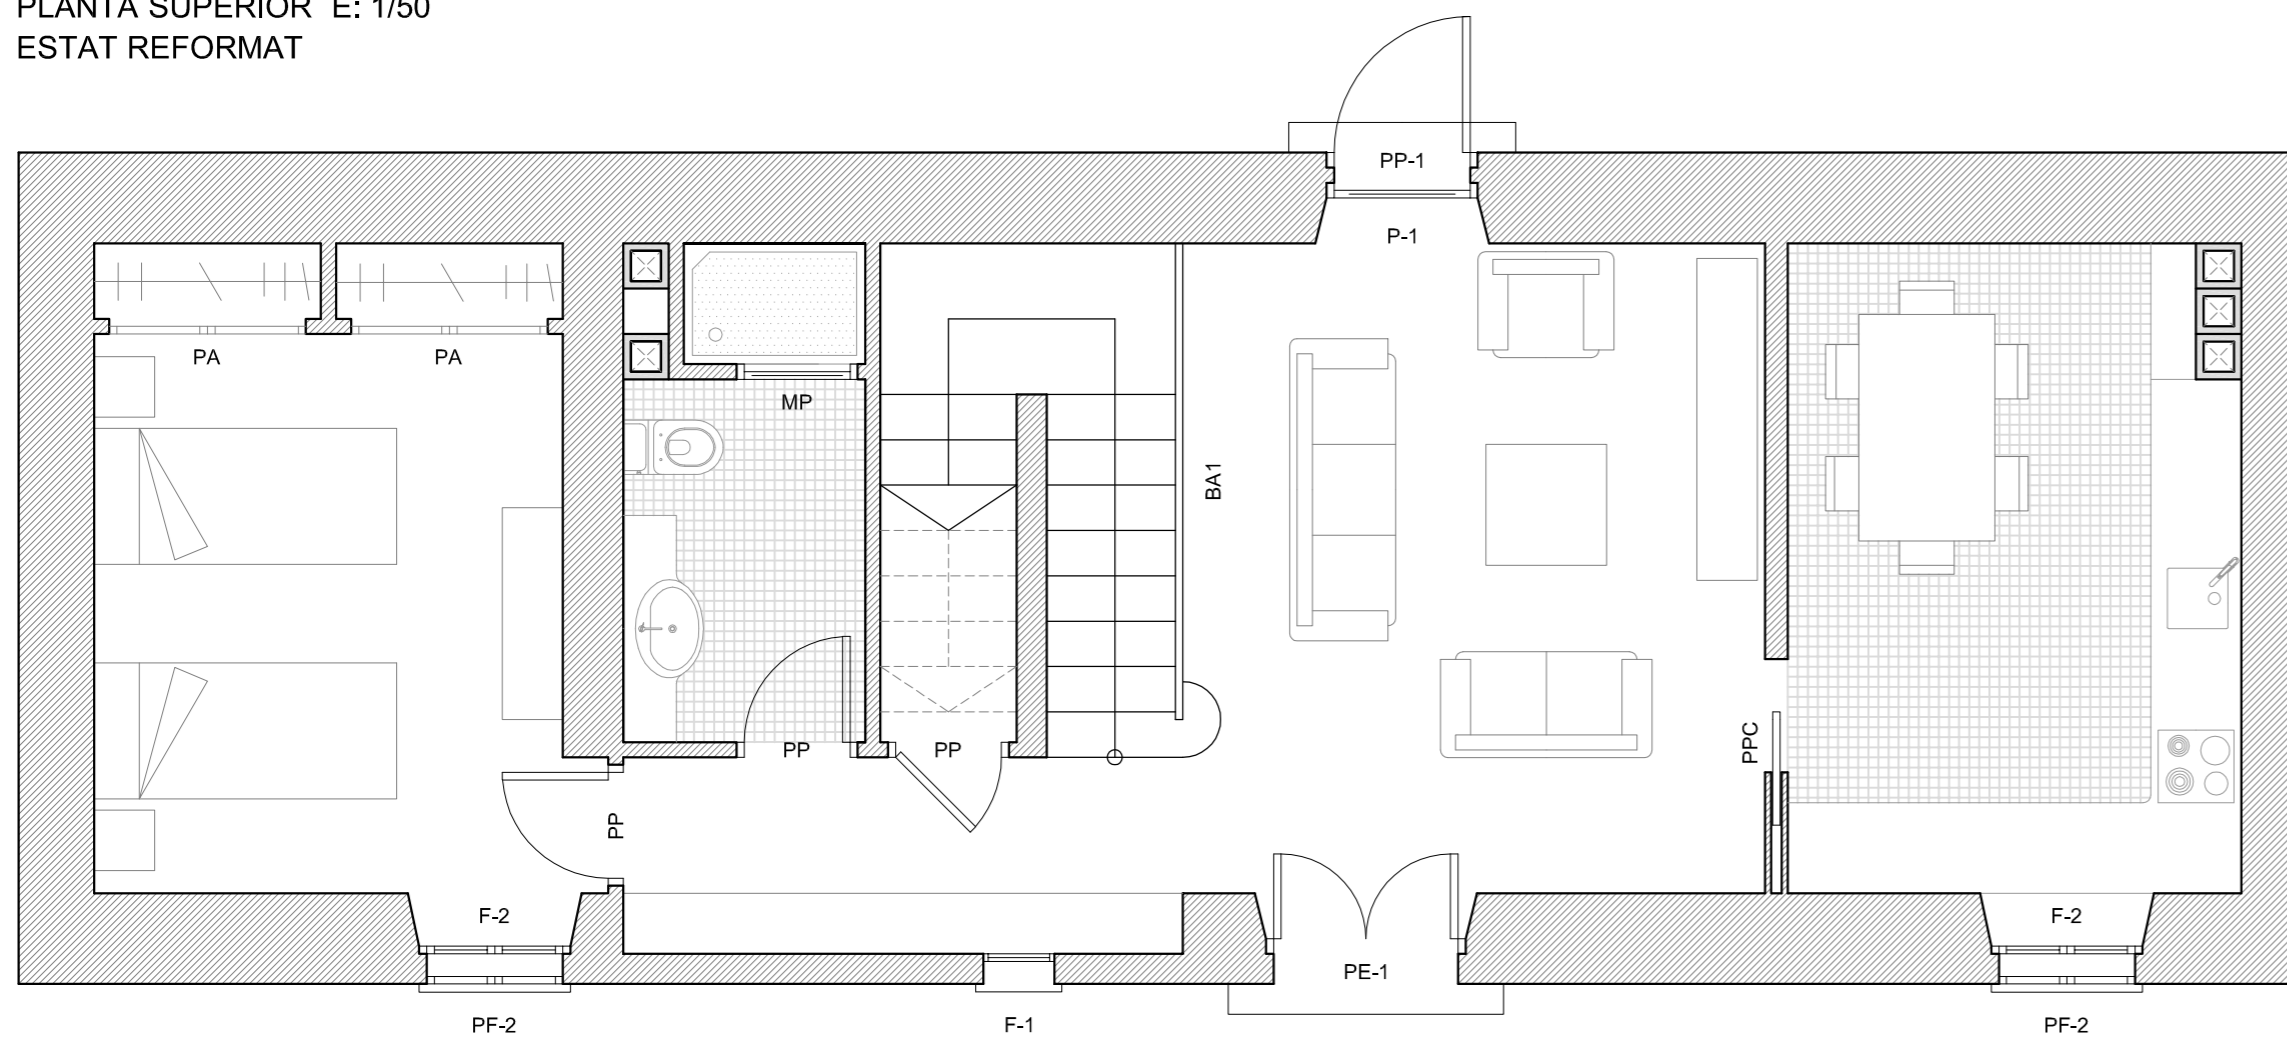 PLANTA SUPERIOR E: 1/50
ESTAT REFORMAT
PP-1
P-1
PA
PA
MP
BA1
PP
PP
PPC
PP
F-2
F-2
PE-1
PF-2
F-1
PF-2